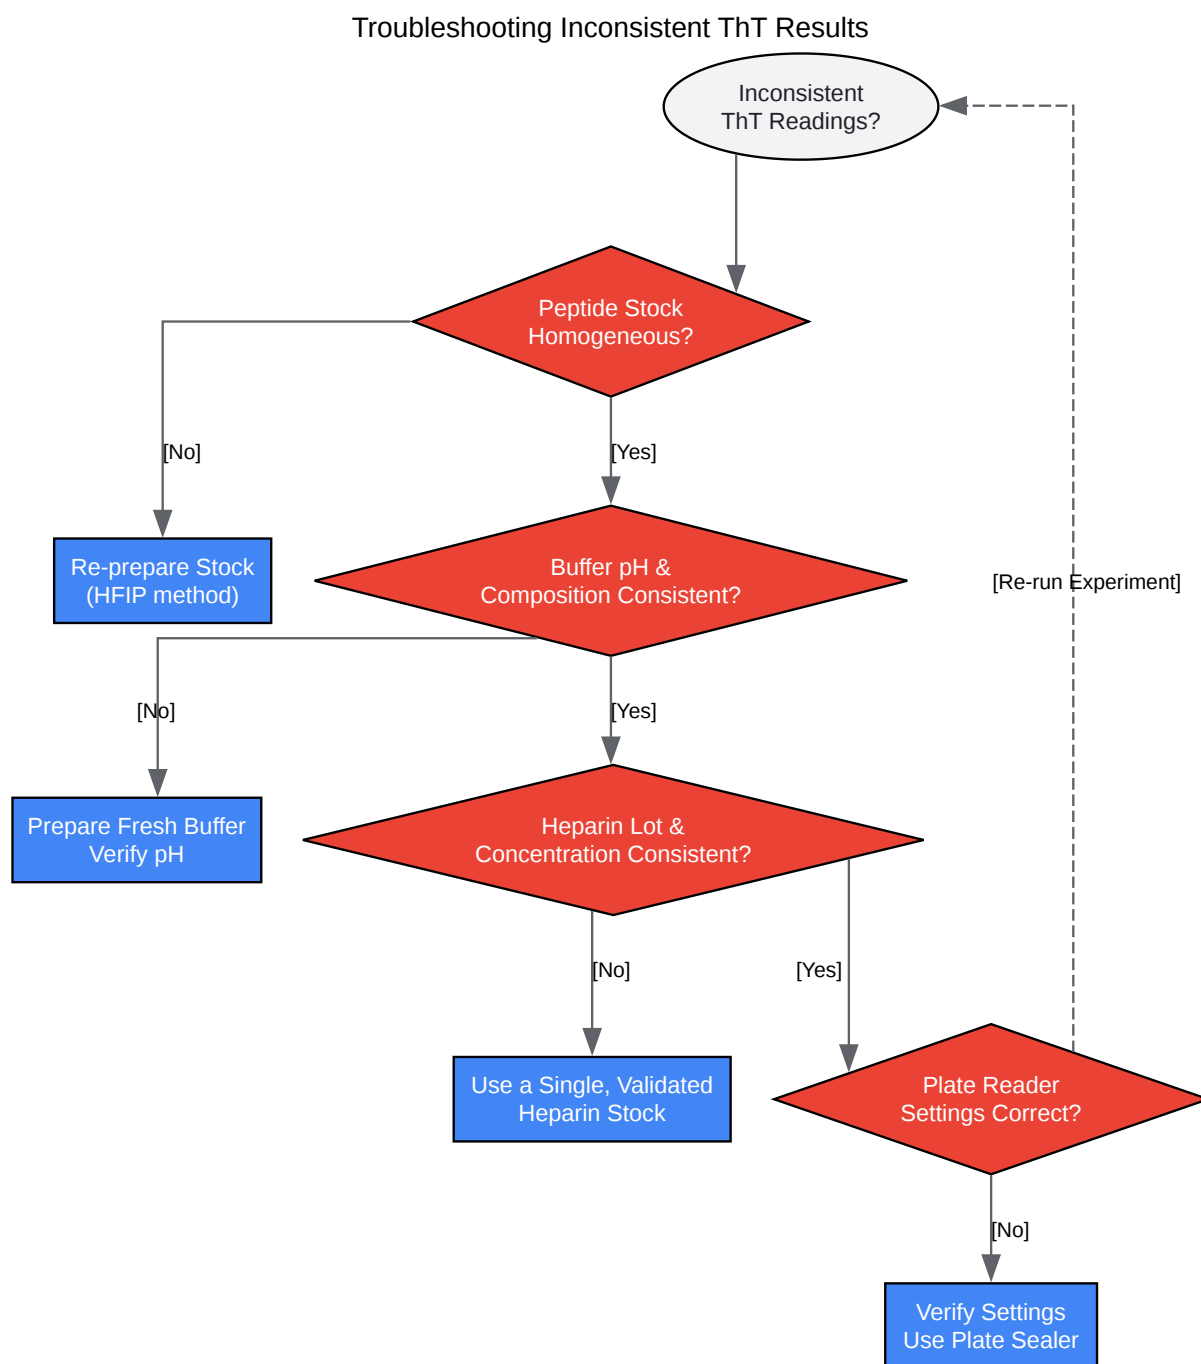 Troubleshooting Inconsistent ThT Results
Inconsistent
ThT Readings?
Peptide Stock
Homogeneous?
[No]
[Yes]
Re-prepare Stock
(HFIP method)
Buffer pH &
Composition Consistent?
[Re-run Experiment]
[No]
[Yes]
Prepare Fresh Buffer
Verify pH
Heparin Lot &
Concentration Consistent?
[No]
[Yes]
Use a Single, Validated
Heparin Stock
Plate Reader
Settings Correct?
[No]
Verify Settings
Use Plate Sealer